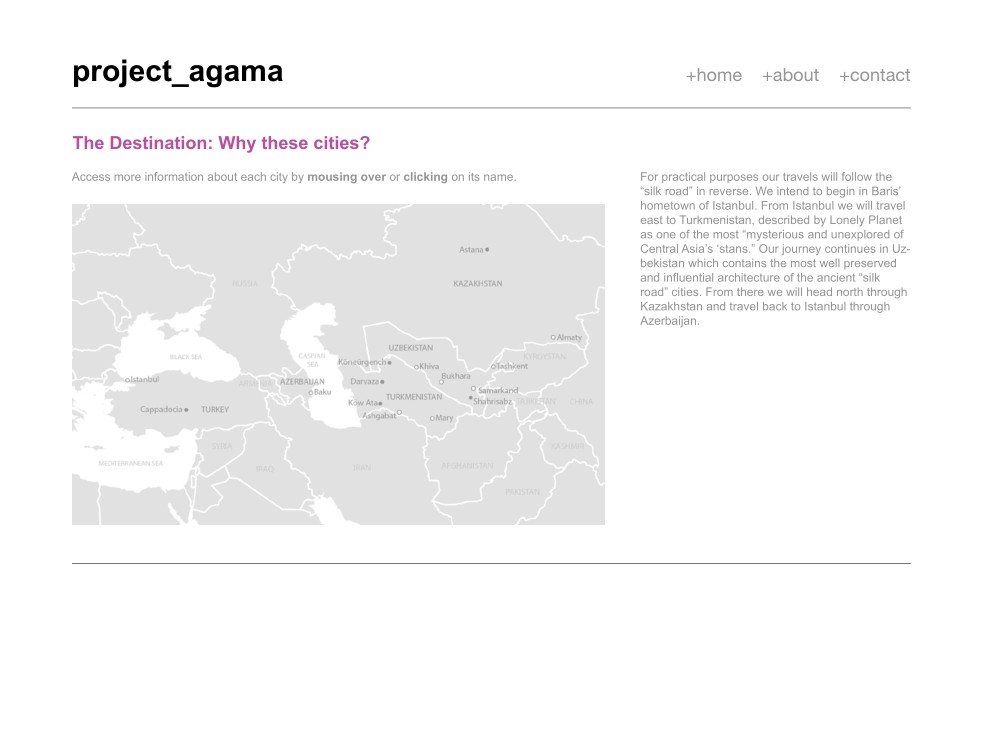 project_agama
+home +about +contact
The Destination: Why these cities?
Access more information about each city by mousing over or clicking on its name.
For practical purposes our travels will follow the
“silk road” in reverse. We intend to begin in Baris’
hometown of Istanbul. From Istanbul we will travel
east to Turkmenistan, described by Lonely Planet
as one of the most “mysterious and unexplored of
Central Asia’s ‘stans.” Our journey continues in Uz-
bekistan which contains the most well preserved
and influential architecture of the ancient “silk
road” cities. From there we will head north through
Kazakhstan and travel back to Istanbul through
Azerbaijan.
Astana
RUSSIA
KAZAKHSTAN
Almaty
UZBEKISTAN
BLACK SEA
CASPIAN
SEA
KYRGYSTAN
Köneürgench
Khiva
Tashkent
Bukhara
Istanbul
ARMENIA
AZERBAIJAN
Darvaza
Baku
Samarkand
TURKMENISTAN
Kow Ata
Shahrisabz
TAJIKISTAN
CHINA
Cappadocia
TURKEY
Ashgabat
Mary
SYRIA
KASHMIR
MEDITERRANEAN SEA
IRAQ
IRAN
AFGHANISTAN
PAKISTAN